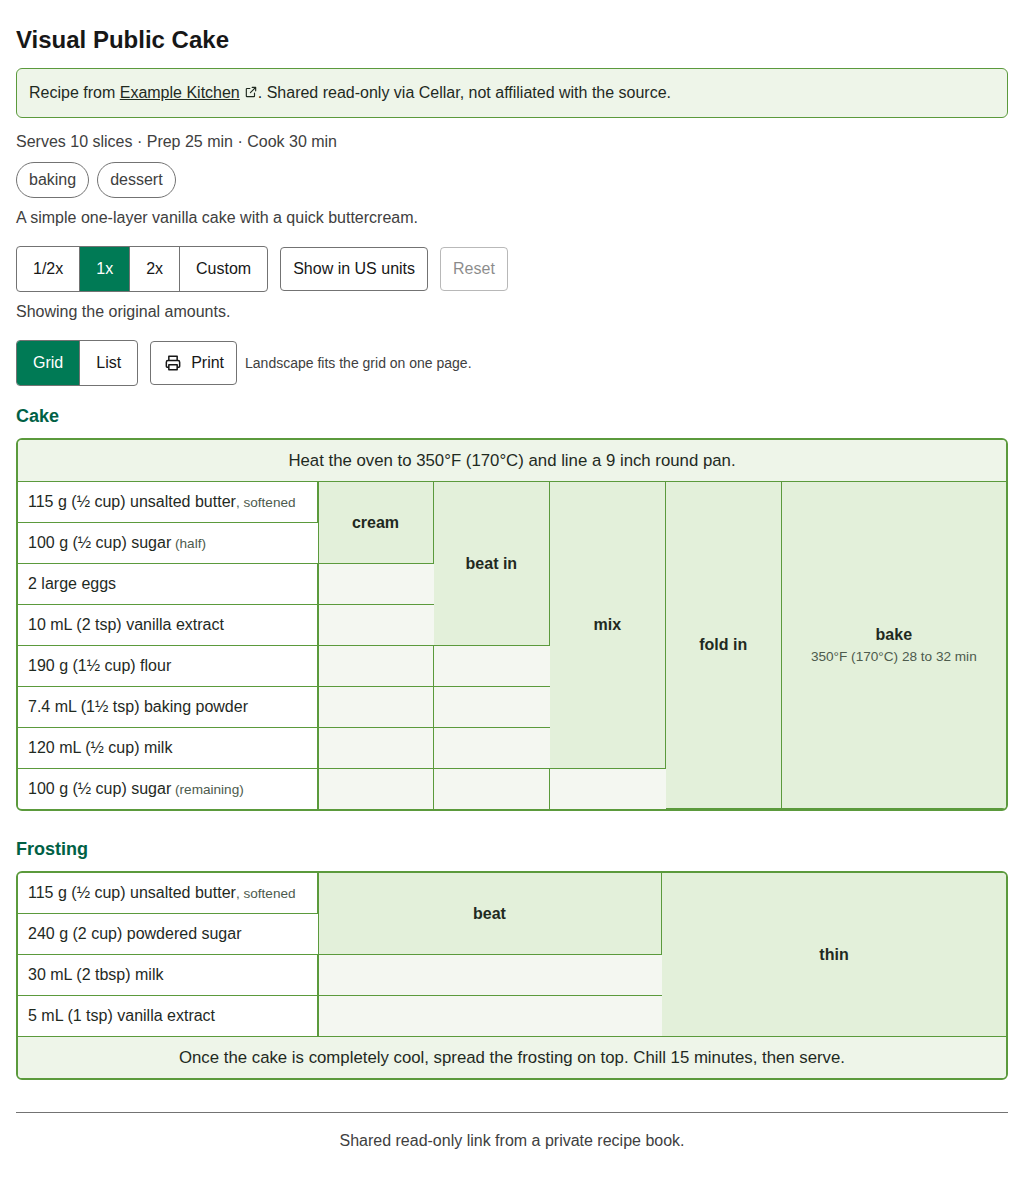 Visual Public Cake
Recipe from Example Kitchen. Shared read-only via Cellar, not affiliated with the source.
Serves 10 slices · Prep 25 min · Cook 30 min
baking dessert
A simple one-layer vanilla cake with a quick buttercream.
1/2x 1x 2x Custom Show in US units Reset
Showing the original amounts.
Grid List Print Landscape fits the grid on one page.
Cake
Heat the oven to 350°F (170°C) and line a 9 inch round pan.
115 g (½ cup) unsalted butter, softened
cream
100 g (½ cup) sugar (half)
beat in
2 large eggs
10 mL (2 tsp) vanilla extract
mix
fold in
bake
350°F (170°C) 28 to 32 min
190 g (1½ cup) flour
7.4 mL (1½ tsp) baking powder
120 mL (½ cup) milk
100 g (½ cup) sugar (remaining)
Frosting
115 g (½ cup) unsalted butter, softened
beat
240 g (2 cup) powdered sugar
thin
30 mL (2 tbsp) milk
5 mL (1 tsp) vanilla extract
Once the cake is completely cool, spread the frosting on top. Chill 15 minutes, then serve.
Shared read-only link from a private recipe book.